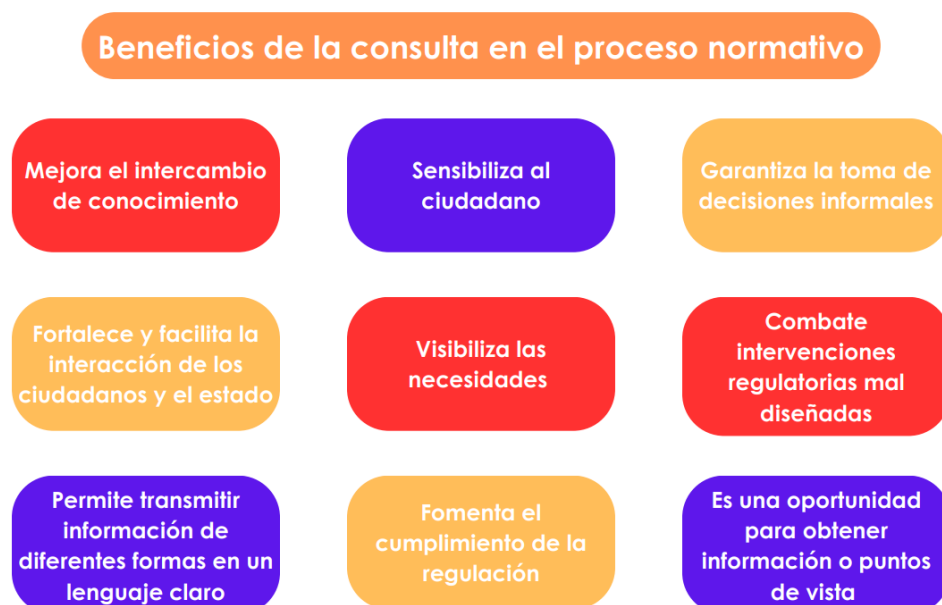 Beneficios de la consulta en el proceso normativo
Mejora el intercambio
de conocimiento
Sensibiliza al
ciudadano
Garantiza la toma de
decisiones informales
Fortalece y facilita la
interacción de los
ciudadanos y el estado
Visibiliza las
necesidades
Combate
intervenciones
regulatorias mal
diseñadas
Permite transmitir
información de
diferentes formas en un
lenguaje claro
Fomenta el
cumplimiento de la
regulación
Es una oportunidad
para obtener
información o puntos
de vista